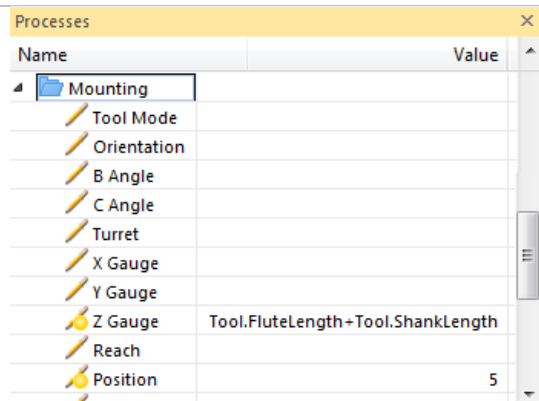 Processes
Name Value
Mounting
Tool Mode
Orientation
B Angle
C Angle
Turret
X Gauge
Y Gauge
Z Gauge Tool.FluteLength+Tool.ShankLength
Reach
Position 5